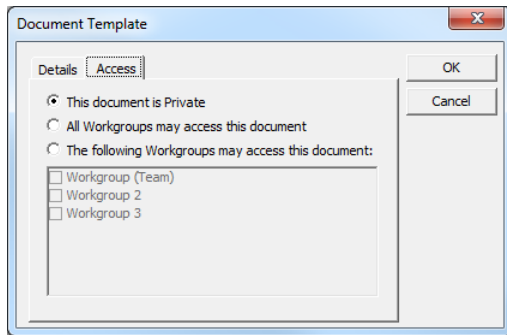 Document Template
Details Access
OK
Cancel
This document is Private
All Workgroups may access this document
The following Workgroups may access this document:
Workgroup (Team)
Workgroup 2
Workgroup 3